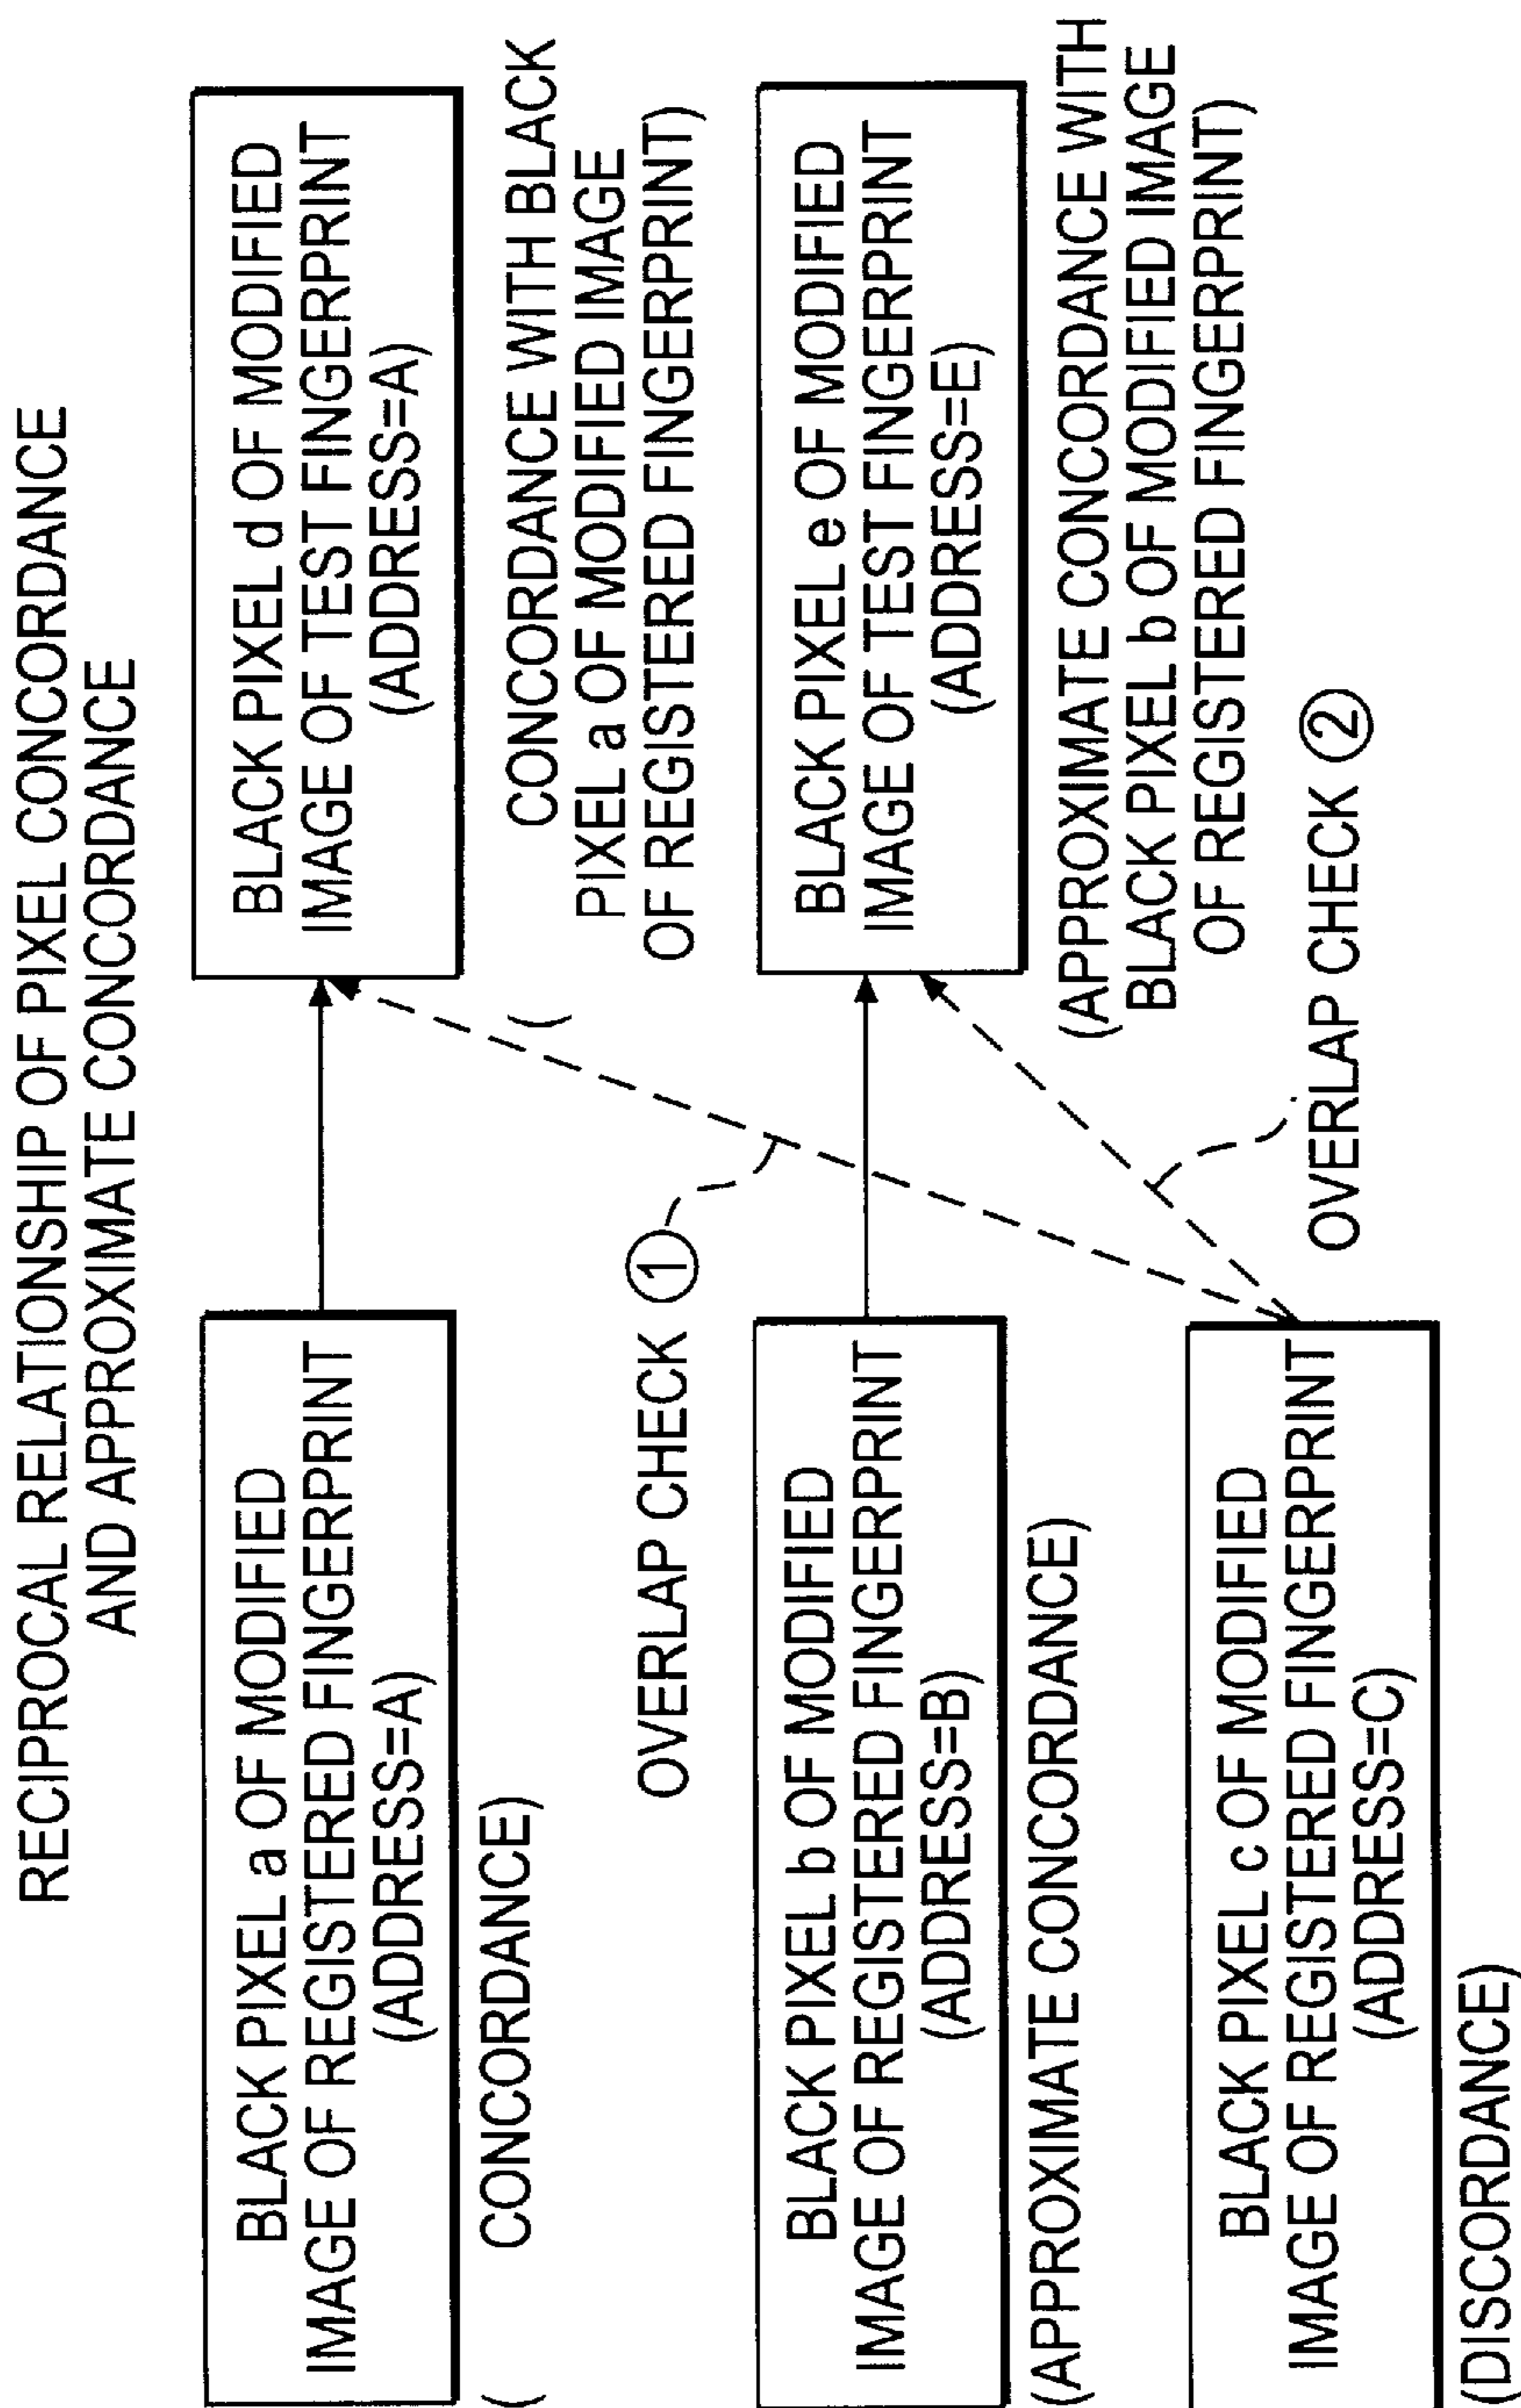 RECIPROCAL RELATIONSHIP OF PIXEL CONCORDANCE
AND APPROXIMATE CONCORDANCE
BLACK PIXEL a OF MODIFIED
IMAGE OF REGISTERED FINGERPRINT
(ADDRESS=A)
( CONCORDANCE)
BLACK PIXEL d OF MODIFIED
IMAGE OF TEST FINGERPRINT
(ADDRESS=A)
( CONCORDANCE WITH BLACK
PIXEL a OF MODIFIED IMAGE
OF REGISTERED FINGERPRINT)
OVERLAP CHECK ①
BLACK PIXEL b OF MODIFIED
IMAGE OF REGISTERED FINGERPRINT
(ADDRESS=B)
(APPROXIMATE CONCORDANCE)
BLACK PIXEL e OF MODIFIED
IMAGE OF TEST FINGERPRINT
(ADDRESS=E)
(APPROXIMATE CONCORDANCE WITH
BLACK PIXEL b OF MODIFIED IMAGE
OF REGISTERED FINGERPRINT)
OVERLAP CHECK ②
BLACK PIXEL c OF MODIFIED
IMAGE OF REGISTERED FINGERPRINT
(ADDRESS=C)
(DISCORDANCE)